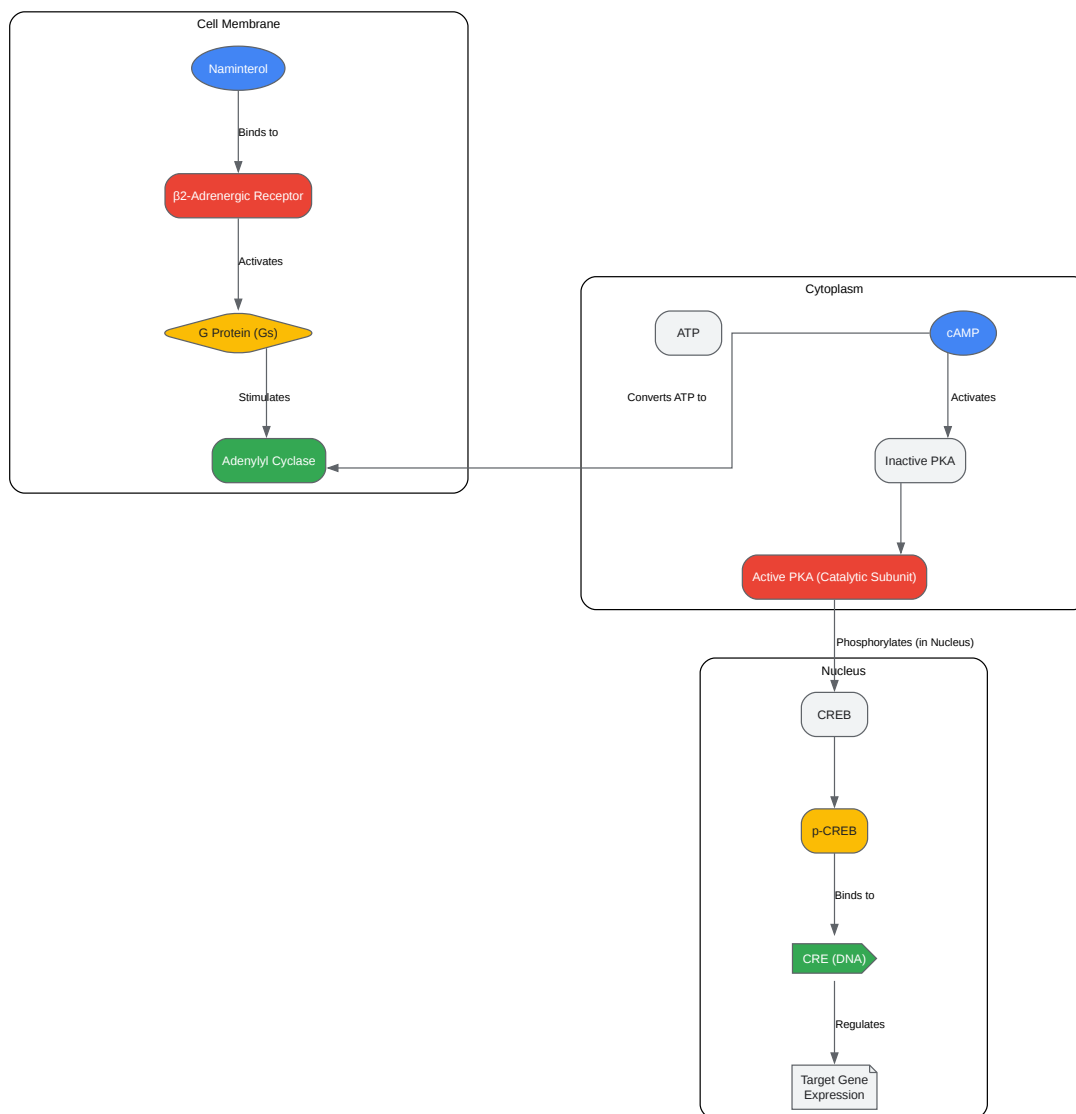 Cell Membrane
Naminterol
Binds to
β2-Adrenergic Receptor
Activates
G Protein (Gs)
Stimulates
Adenylyl Cyclase
Cytoplasm
ATP
cAMP
Converts ATP to
Activates
Inactive PKA
Active PKA (Catalytic Subunit)
Phosphorylates (in Nucleus)
Nucleus
CREB
p-CREB
Binds to
CRE (DNA)
Regulates
Target Gene
Expression